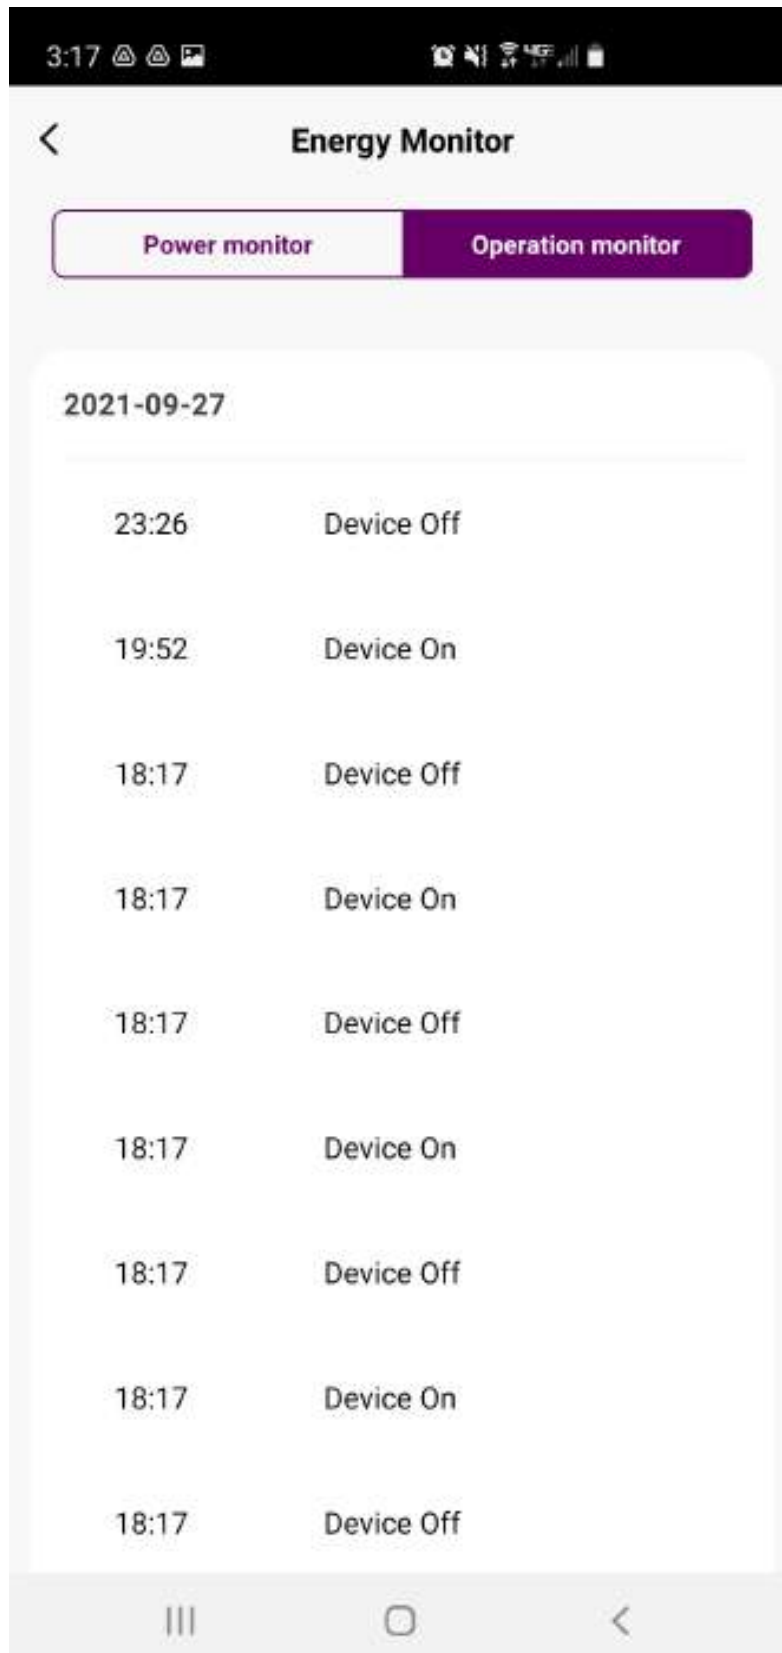 3:17
Energy Monitor
Power monitor Operation monitor
2021-09-27
23:26 Device Off
19:52 Device On
18:17 Device Off
18:17 Device On
18:17 Device Off
18:17 Device On
18:17 Device Off
18:17 Device On
18:17 Device Off